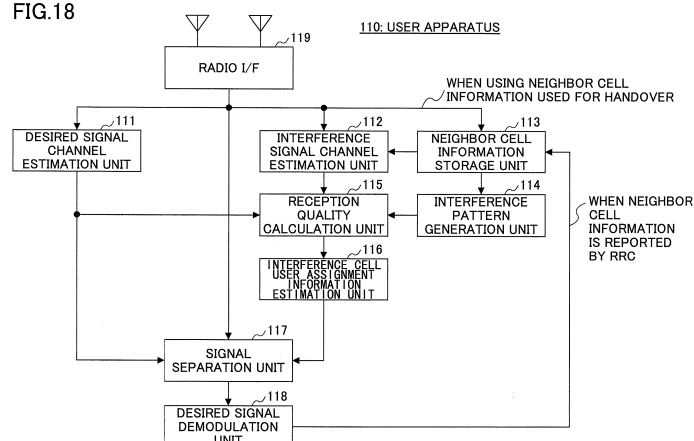 FIG.18
110: USER APPARATUS
119
RADIO I/F
WHEN USING NEIGHBOR CELL
INFORMATION USED FOR HANDOVER
111
DESIRED SIGNAL
CHANNEL
ESTIMATION UNIT
112
INTERFERENCE
SIGNAL CHANNEL
ESTIMATION UNIT
113
NEIGHBOR CELL
INFORMATION
STORAGE UNIT
115
RECEPTION
QUALITY
CALCULATION UNIT
114
INTERFERENCE
PATTERN
GENERATION UNIT
WHEN NEIGHBOR
CELL
INFORMATION
IS REPORTED
BY RRC
116
INTERFERENCE CELL
USER ASSIGNMENT
INFORMATION
ESTIMATION UNIT
117
SIGNAL
SEPARATION UNIT
118
DESIRED SIGNAL
DEMODULATION
UNIT